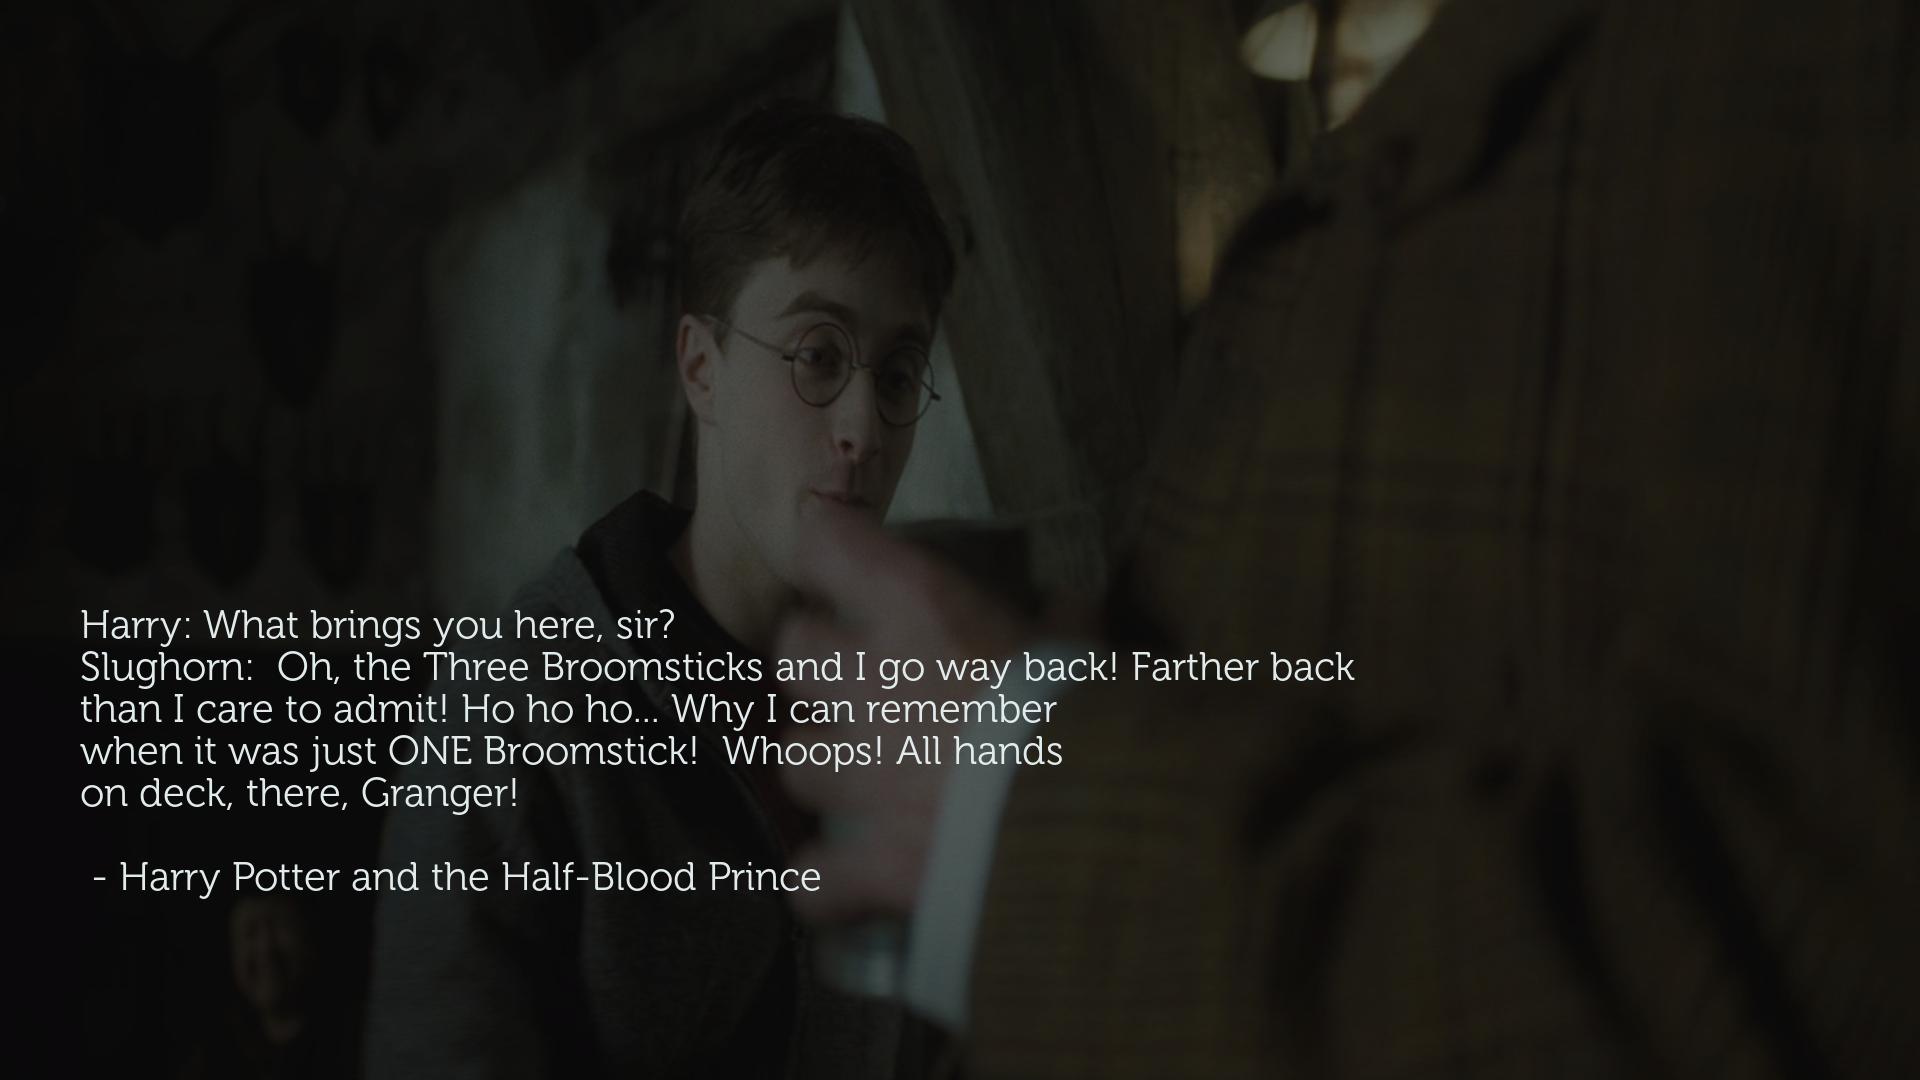 Harry: What brings you here, sir?
Slughorn:  Oh, the Three Broomsticks and I go way back! Farther back
than I care to admit! Ho ho ho... Why I can remember
when it was just ONE Broomstick!  Whoops! All hands
on deck, there, Granger!
- Harry Potter and the Half-Blood Prince